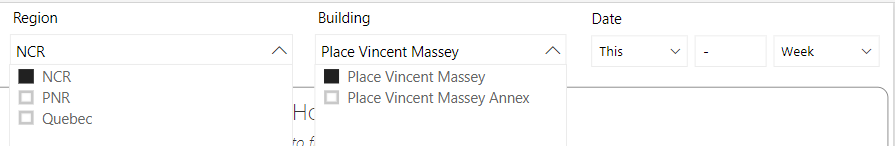 Region Building Date
NCR Place Vincent Massey This - Week
NCR Place Vincent Massey
PNR Place Vincent Massey Annex
Quebec